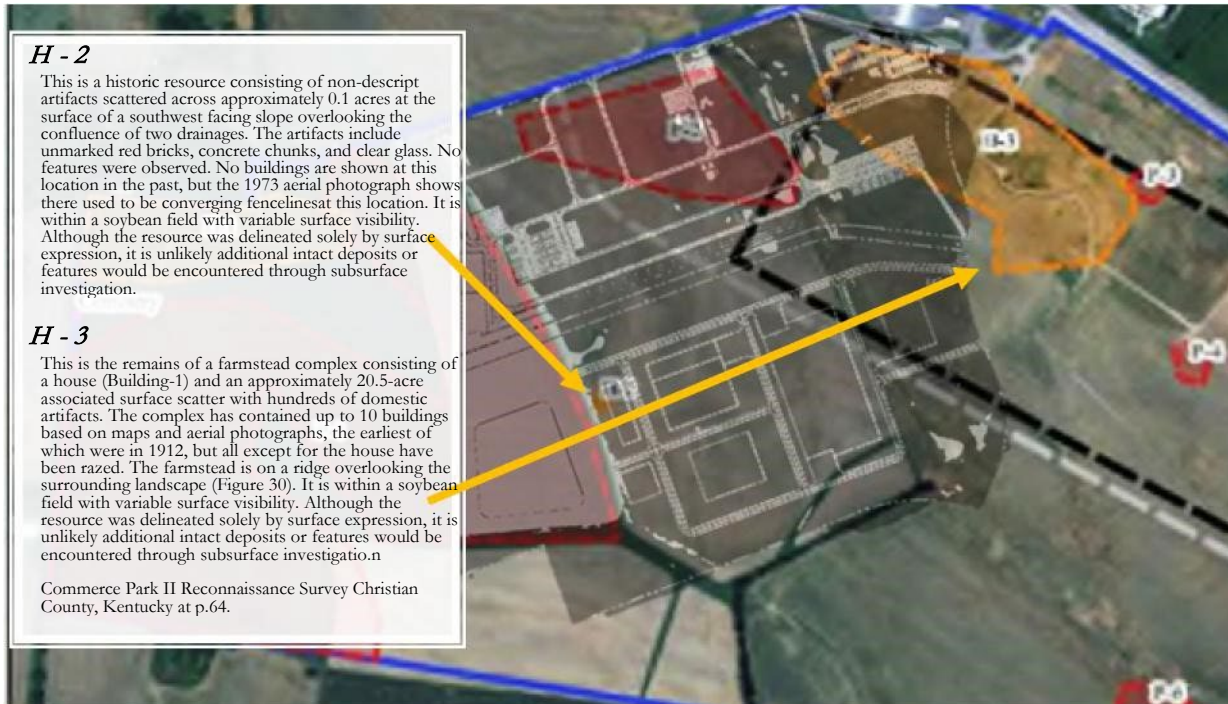 H - 2
This is a historic resource consisting of non-descript
artifacts scattered across approximately 0.1 acres at the
surface of a southwest facing slope overlooking the
confluence of two drainages. The artifacts include
unmarked red bricks, concrete chunks, and clear glass. No
features were observed. No buildings are shown at this
location in the past, but the 1973 aerial photograph shows
there used to be converging fencelinesat this location. It is
within a soybean field with variable surface visibility.
Although the resource was delineated solely by surface
expression, it is unlikely additional intact deposits or
features would be encountered through subsurface
investigation.
H - 3
This is the remains of a farmstead complex consisting of
a house (Building-1) and an approximately 20.5-acre
associated surface scatter with hundreds of domestic
artifacts. The complex has contained up to 10 buildings
based on maps and aerial photographs, the earliest of
which were in 1912, but all except for the house have
been razed. The farmstead is on a ridge overlooking the
surrounding landscape (Figure 30). It is within a soybean
field with variable surface visibility. Although the
resource was delineated solely by surface expression, it is
unlikely additional intact deposits or features would be
encountered through subsurface investigatio.n
Commerce Park II Reconnaissance Survey Christian
County, Kentucky at p.64.
H-3
P-3
P-4